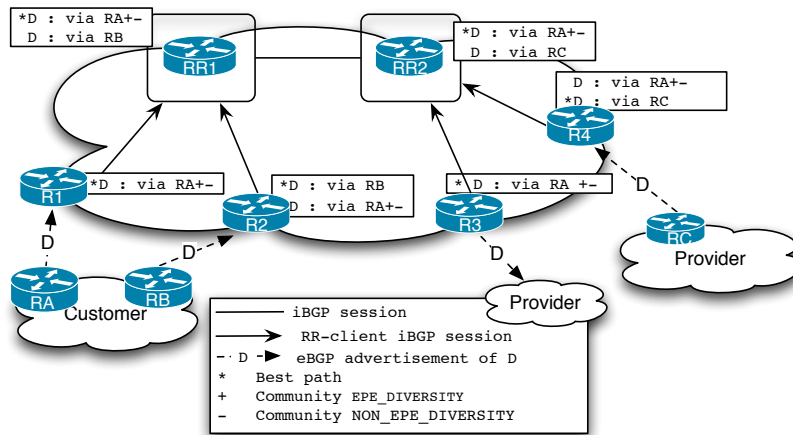 *D : via RA+-
D : via RB
RR1
RR2
*D : via RA+-
D : via RC
D : via RA+-
*D : via RC
R4
R1
*D : via RA+-
*D : via RB
D : via RA+-
R2
*D : via RA +-
R3
D
D
D
D
RA
RB
Customer
RC
Provider
Provider
iBGP session
RR-client iBGP session
D eBGP advertisement of D
* Best path
+ Community EPE_DIVERSITY
- Community NON_EPE_DIVERSITY